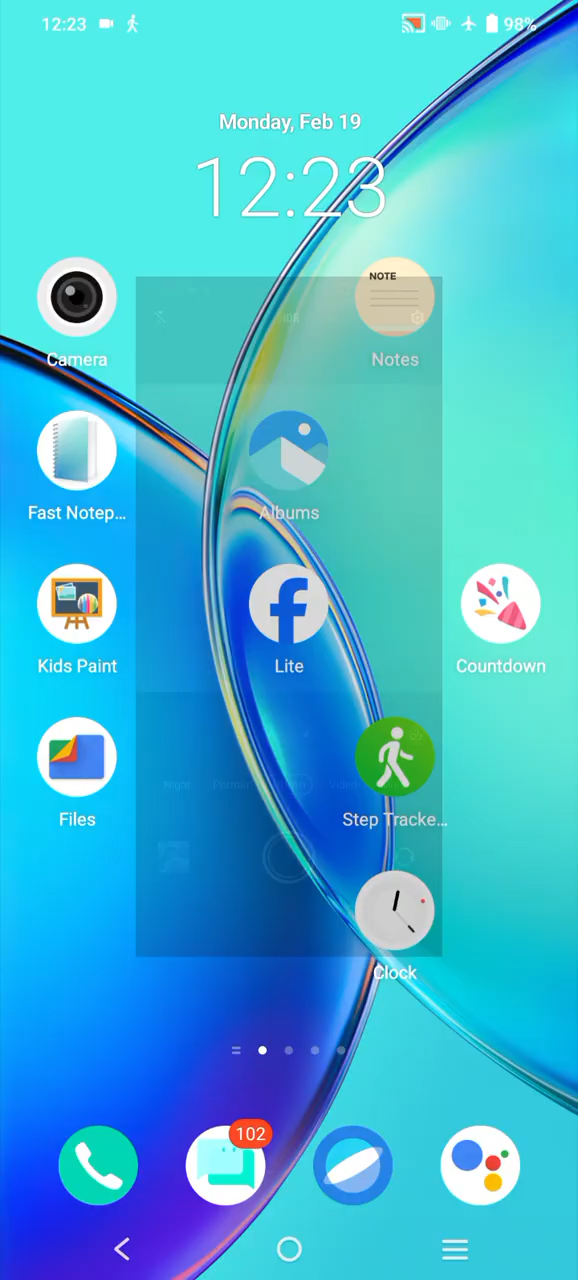 12:23
98%
Monday, Feb 19
12:23
NOTE
Camera
Notes
Fast Notep...
Albums
Kids Paint
Lite
Countdown
Night
Files
Step Tracke...
Clock
102